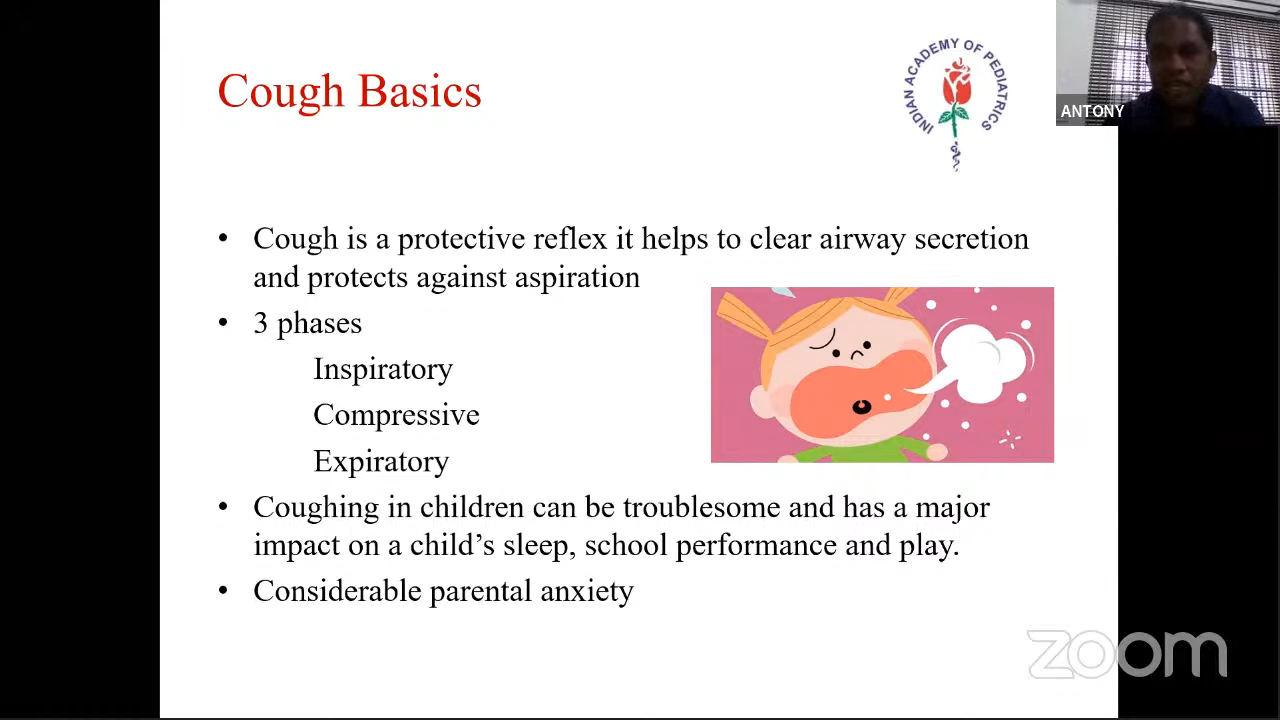 Cough Basics
INDIAN ACADEMY OF PEDIATRICS
ANTONY
• Cough is a protective reflex it helps to clear airway secretion
and protects against aspiration
• 3 phases
Inspiratory
Compressive
Expiratory
• Coughing in children can be troublesome and has a major
impact on a child’s sleep, school performance and play.
• Considerable parental anxiety
zoom